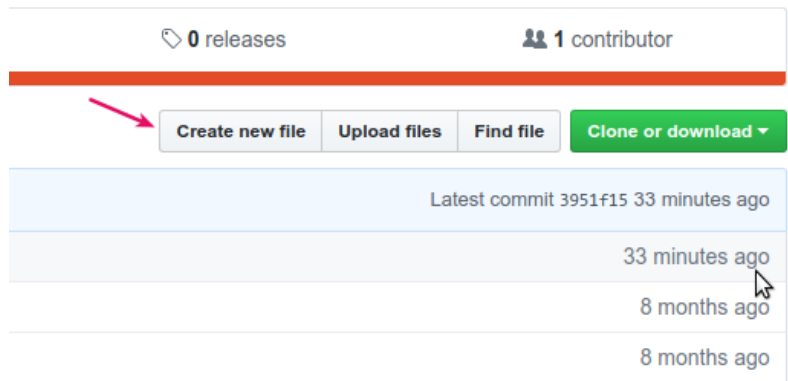 0 releases 1 contributor
Create new file Upload files Find file Clone or download
Latest commit 3951f15 33 minutes ago
33 minutes ago
8 months ago
8 months ago